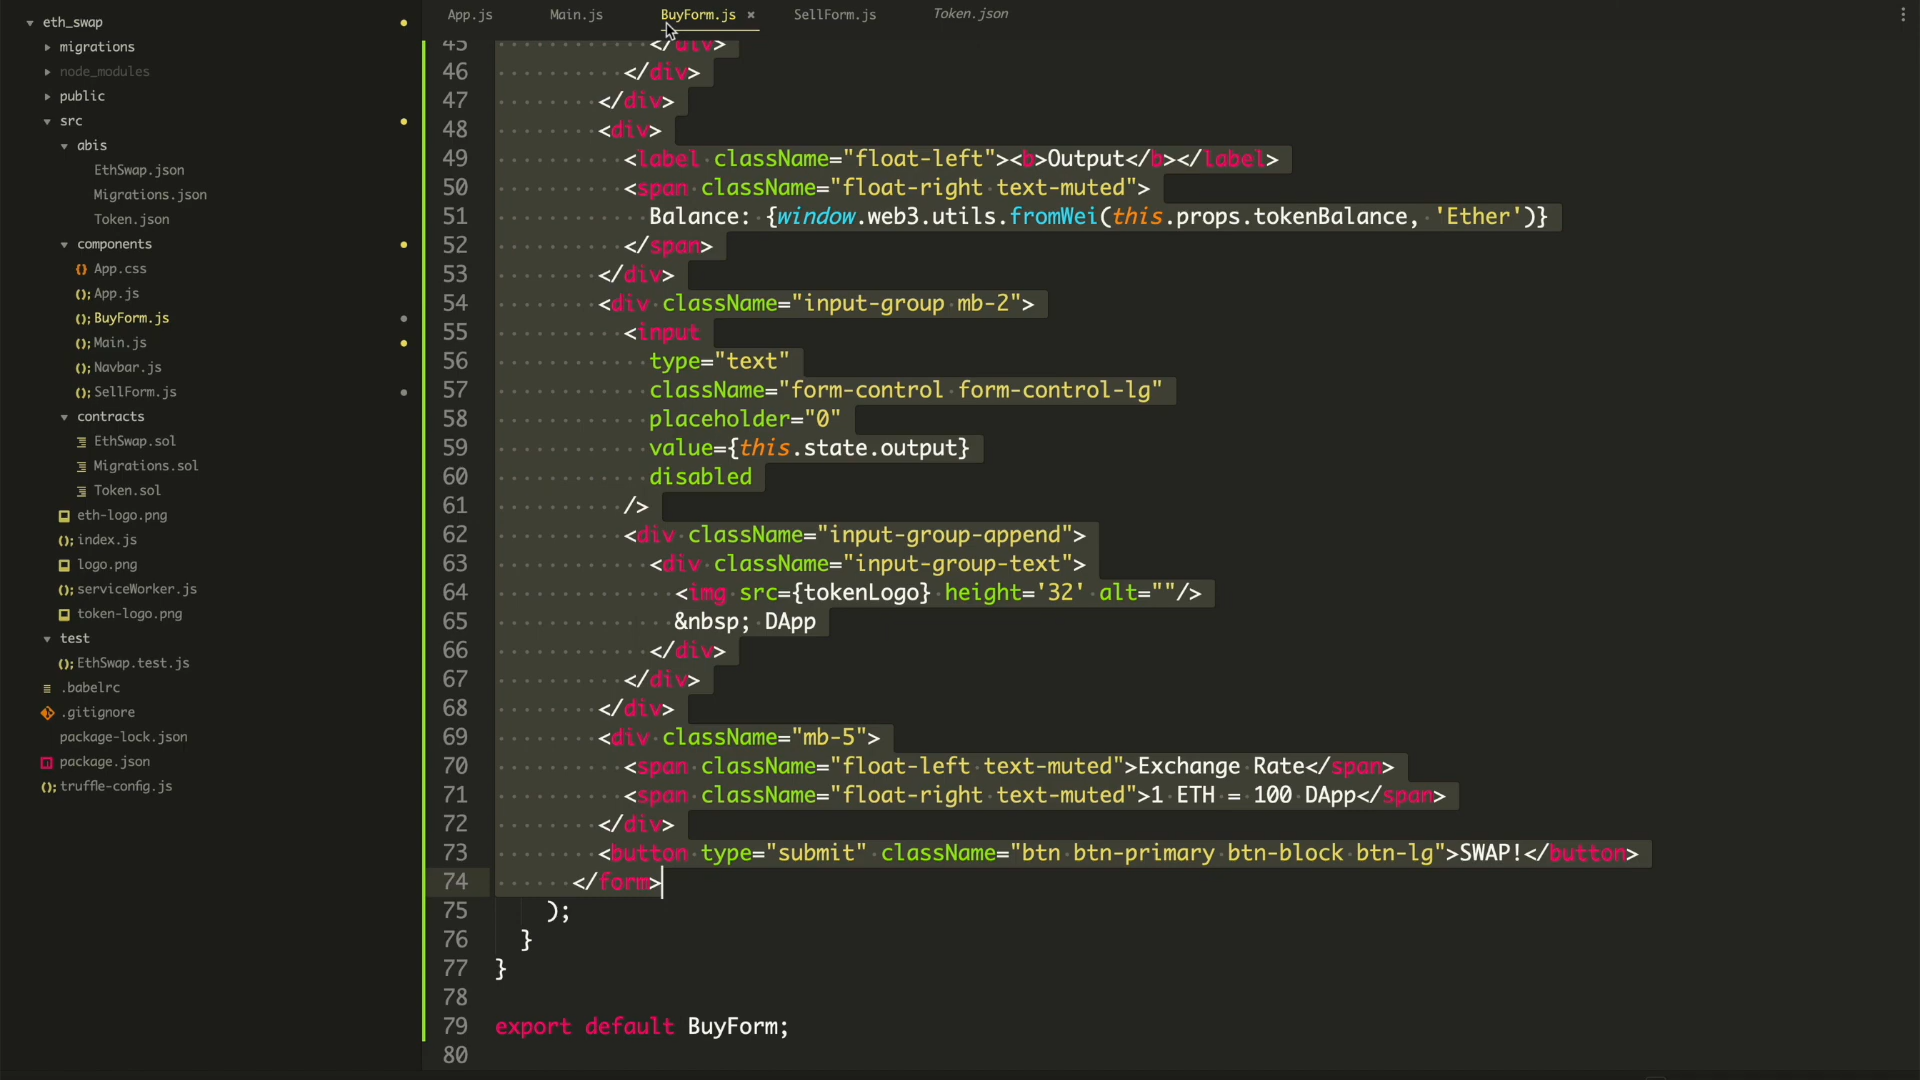 eth_swap
migrations
node_modules
public
src
abis
EthSwap.json
Migrations.json
Token.json
components
App.css
App.js
BuyForm.js
Main.js
Navbar.js
SellForm.js
contracts
EthSwap.sol
Migrations.sol
Token.sol
eth-logo.png
index.js
logo.png
serviceWorker.js
token-logo.png
test
EthSwap.test.js
.babelrc
.gitignore
package-lock.json
package.json
truffle-config.js
App.js Main.js BuyForm.js × SellForm.js Token.json
45 </div>
46 </div>
47 </div>
48 <div>
49 <label className="float-left"><b>Output</b></label>
50 <span className="float-right text-muted">
51 Balance: {window.web3.utils.fromWei(this.props.tokenBalance, 'Ether')}
52 </span>
53 </div>
54 <div className="input-group mb-2">
55 <input
56 type="text"
57 className="form-control form-control-lg"
58 placeholder="0"
59 value={this.state.output}
60 disabled
61 />
62 <div className="input-group-append">
63 <div className="input-group-text">
64 <img src={tokenLogo} height='32' alt=""/>
65 &nbsp; DApp
66 </div>
67 </div>
68 </div>
69 <div className="mb-5">
70 <span className="float-left text-muted">Exchange Rate</span>
71 <span className="float-right text-muted">1 ETH = 100 DApp</span>
72 </div>
73 <button type="submit" className="btn btn-primary btn-block btn-lg">SWAP!</button>
74 </form>
75 );
76 }
77 }
78
79 export default BuyForm;
80